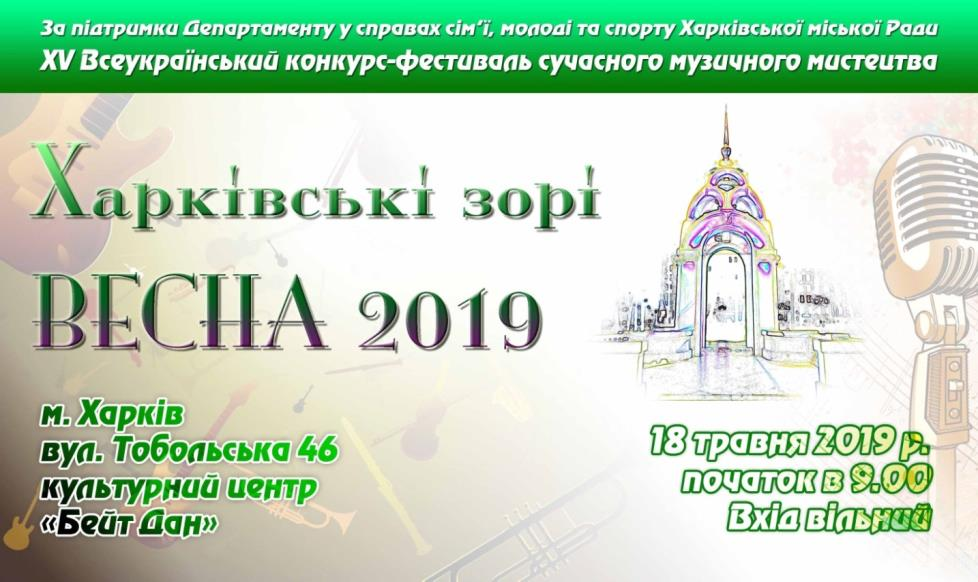 За підтримки Департаменту у справах сім'ї, молоді та спорту Харківської міської Ради
XV Всеукраїнський конкурс-фестиваль сучасного музичного мистецтва
Харківські зорі
ВЕСНА 2019
м. Харків
вул. Тобольська 46
культурний центр
«Бейт Дан»
18 травня 2019 р.
початок в 9.00
Вхід вільний